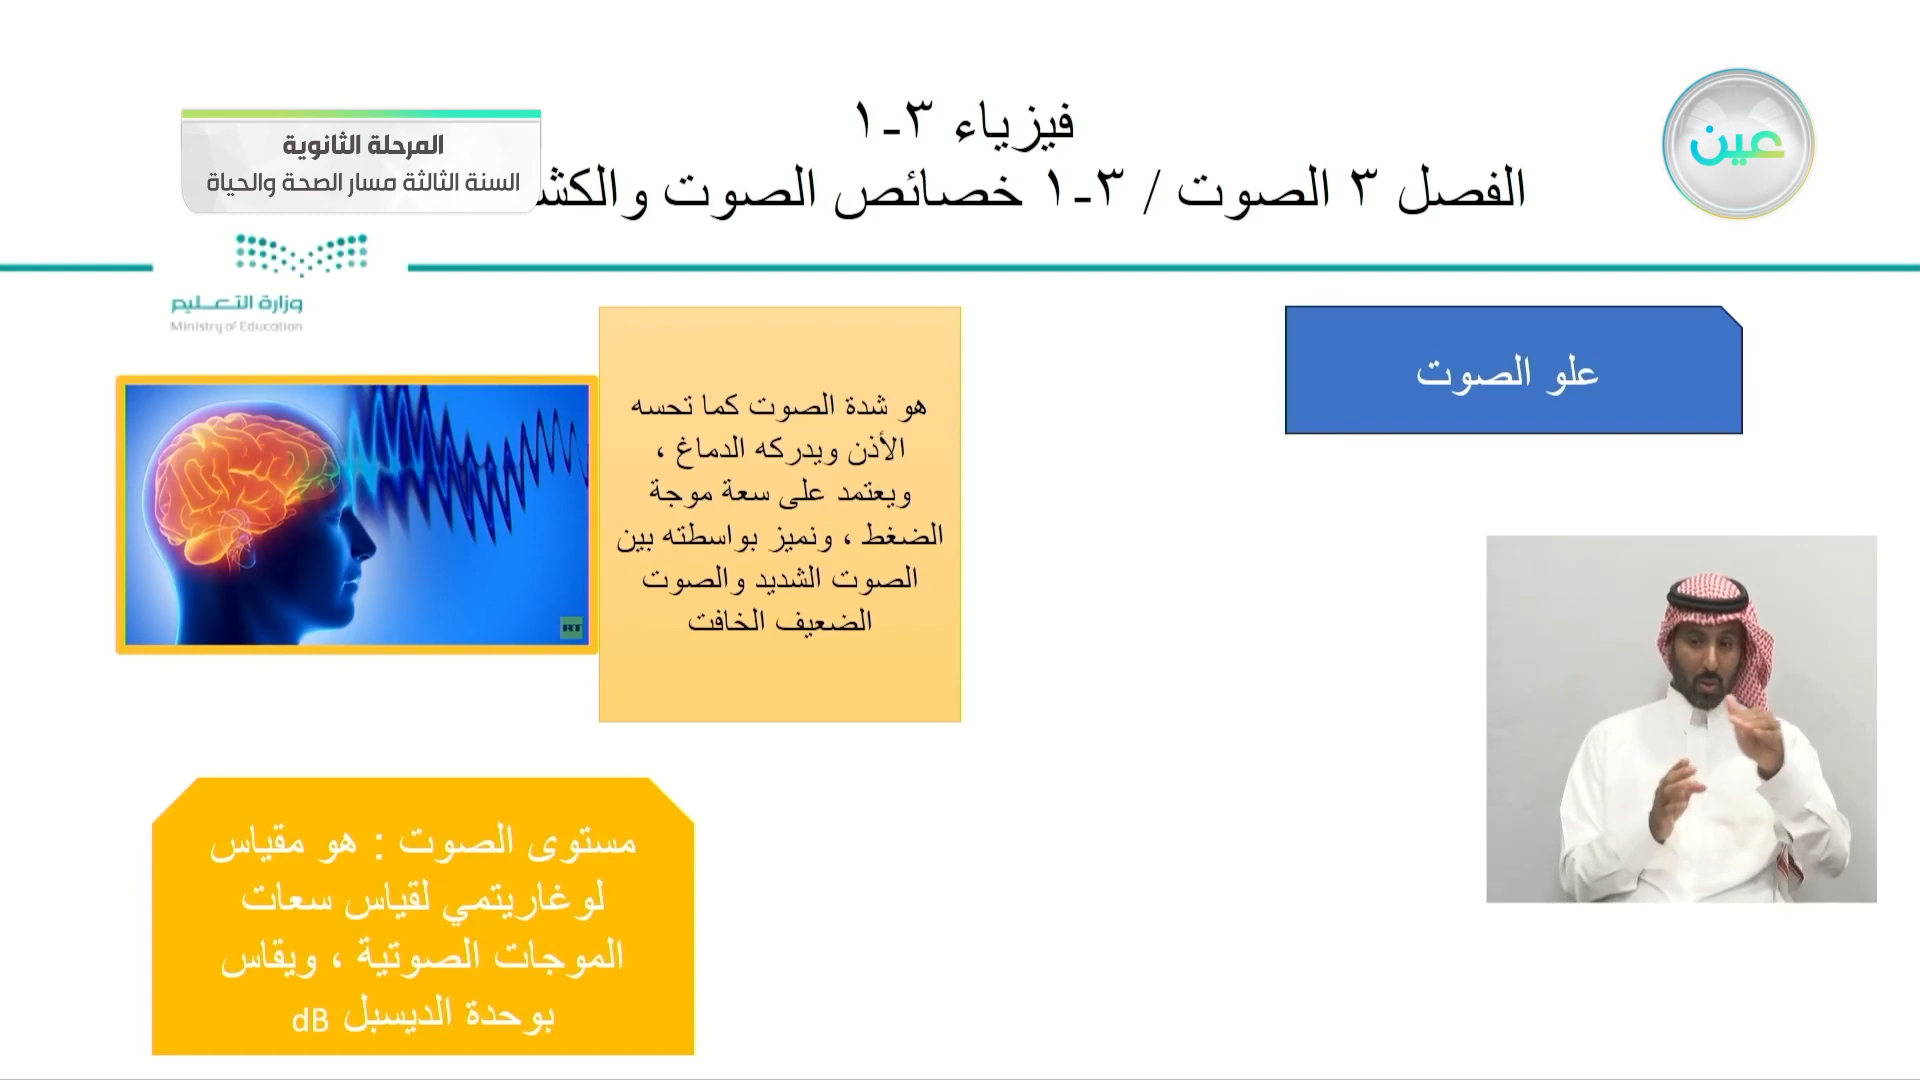 فيزياء ٣-١
الفصل ٣ الصوت / ٣-١ خصائص الصوت
المرحلة الثانوية
السنة الثالثة مسار الصحة والحياة
عين
وزارة التعليم
Ministry of Education
علو الصوت
هو شدة الصوت كما تحسه
الأذن ويدركه الدماغ ،
ويعتمد على سعة موجة
الضغط ، ونميز بواسطته بين
الصوت الشديد والصوت
الضعيف الخافت
RT
مستوى الصوت : هو مقياس
لوغاريتمي لقياس سعات
الموجات الصوتية ، ويقاس
بوحدة الديسبل dB